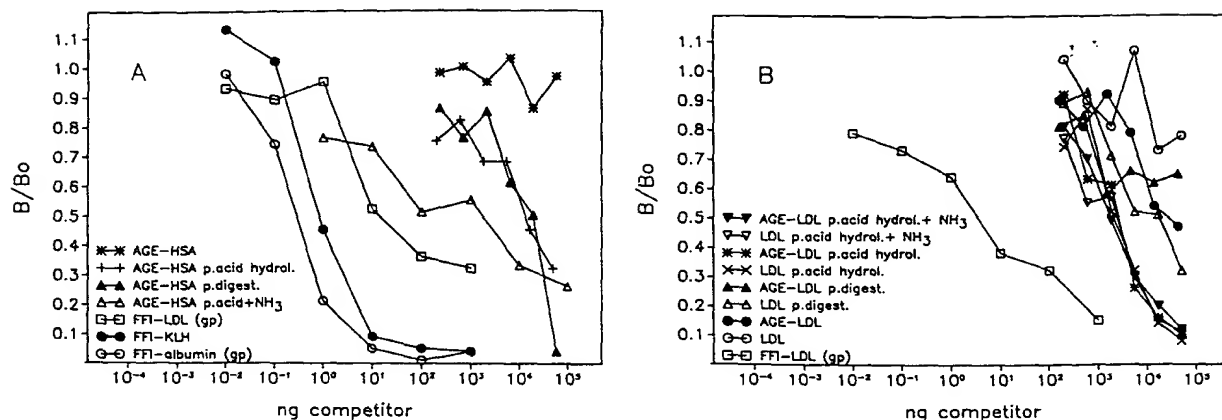 A
B/Bo
1.1
1.0
0.9
0.8
0.7
0.6
0.5
0.4
0.3
0.2
0.1
AGE-HSA
AGE-HSA p.acid hydrol.
AGE-HSA p.digest.
AGE-HSA p.acid+NH₃
FFI-LDL (gp)
FFI-KLH
FFI-albumin (gp)
10⁻⁴ 10⁻³ 10⁻² 10⁻¹ 10⁰ 10¹ 10² 10³ 10⁴ 10⁵
ng competitor
B
B/Bo
1.1
1.0
0.9
0.8
0.7
0.6
0.5
0.4
0.3
0.2
0.1
AGE-LDL p.acid hydrol.+ NH₃
LDL p.acid hydrol.+ NH₃
AGE-LDL p.acid hydrol.
LDL p.acid hydrol.
AGE-LDL p.digest.
LDL p.digest.
AGE-LDL
LDL
FFI-LDL (gp)
10⁻⁴ 10⁻³ 10⁻² 10⁻¹ 10⁰ 10¹ 10² 10³ 10⁴ 10⁵
ng competitor